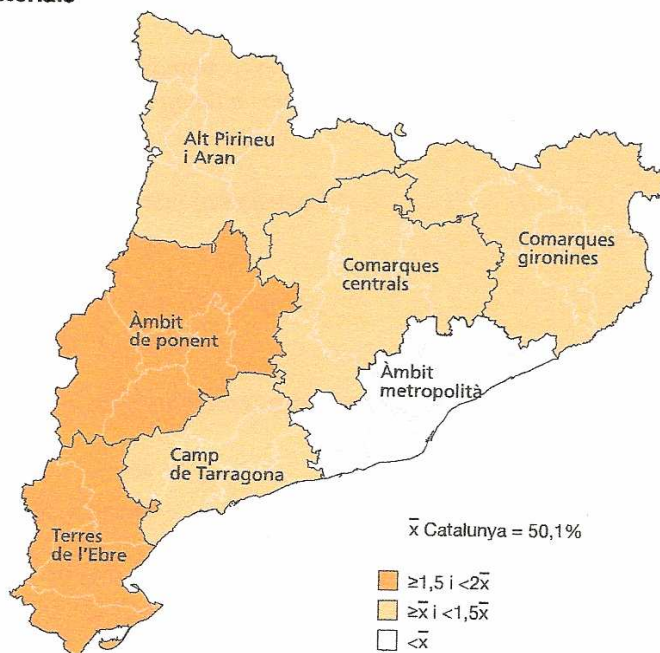 Alt Pirineu
i Aran
Comarques
gironines
Comarques
centrals
Àmbit
de ponent
Àmbit
metropolità
Camp
de Tarragona
Terres
de l'Ebre
x̄ Catalunya = 50,1%
≥1,5 i <2x̄
≥x̄ i <1,5x̄
<x̄